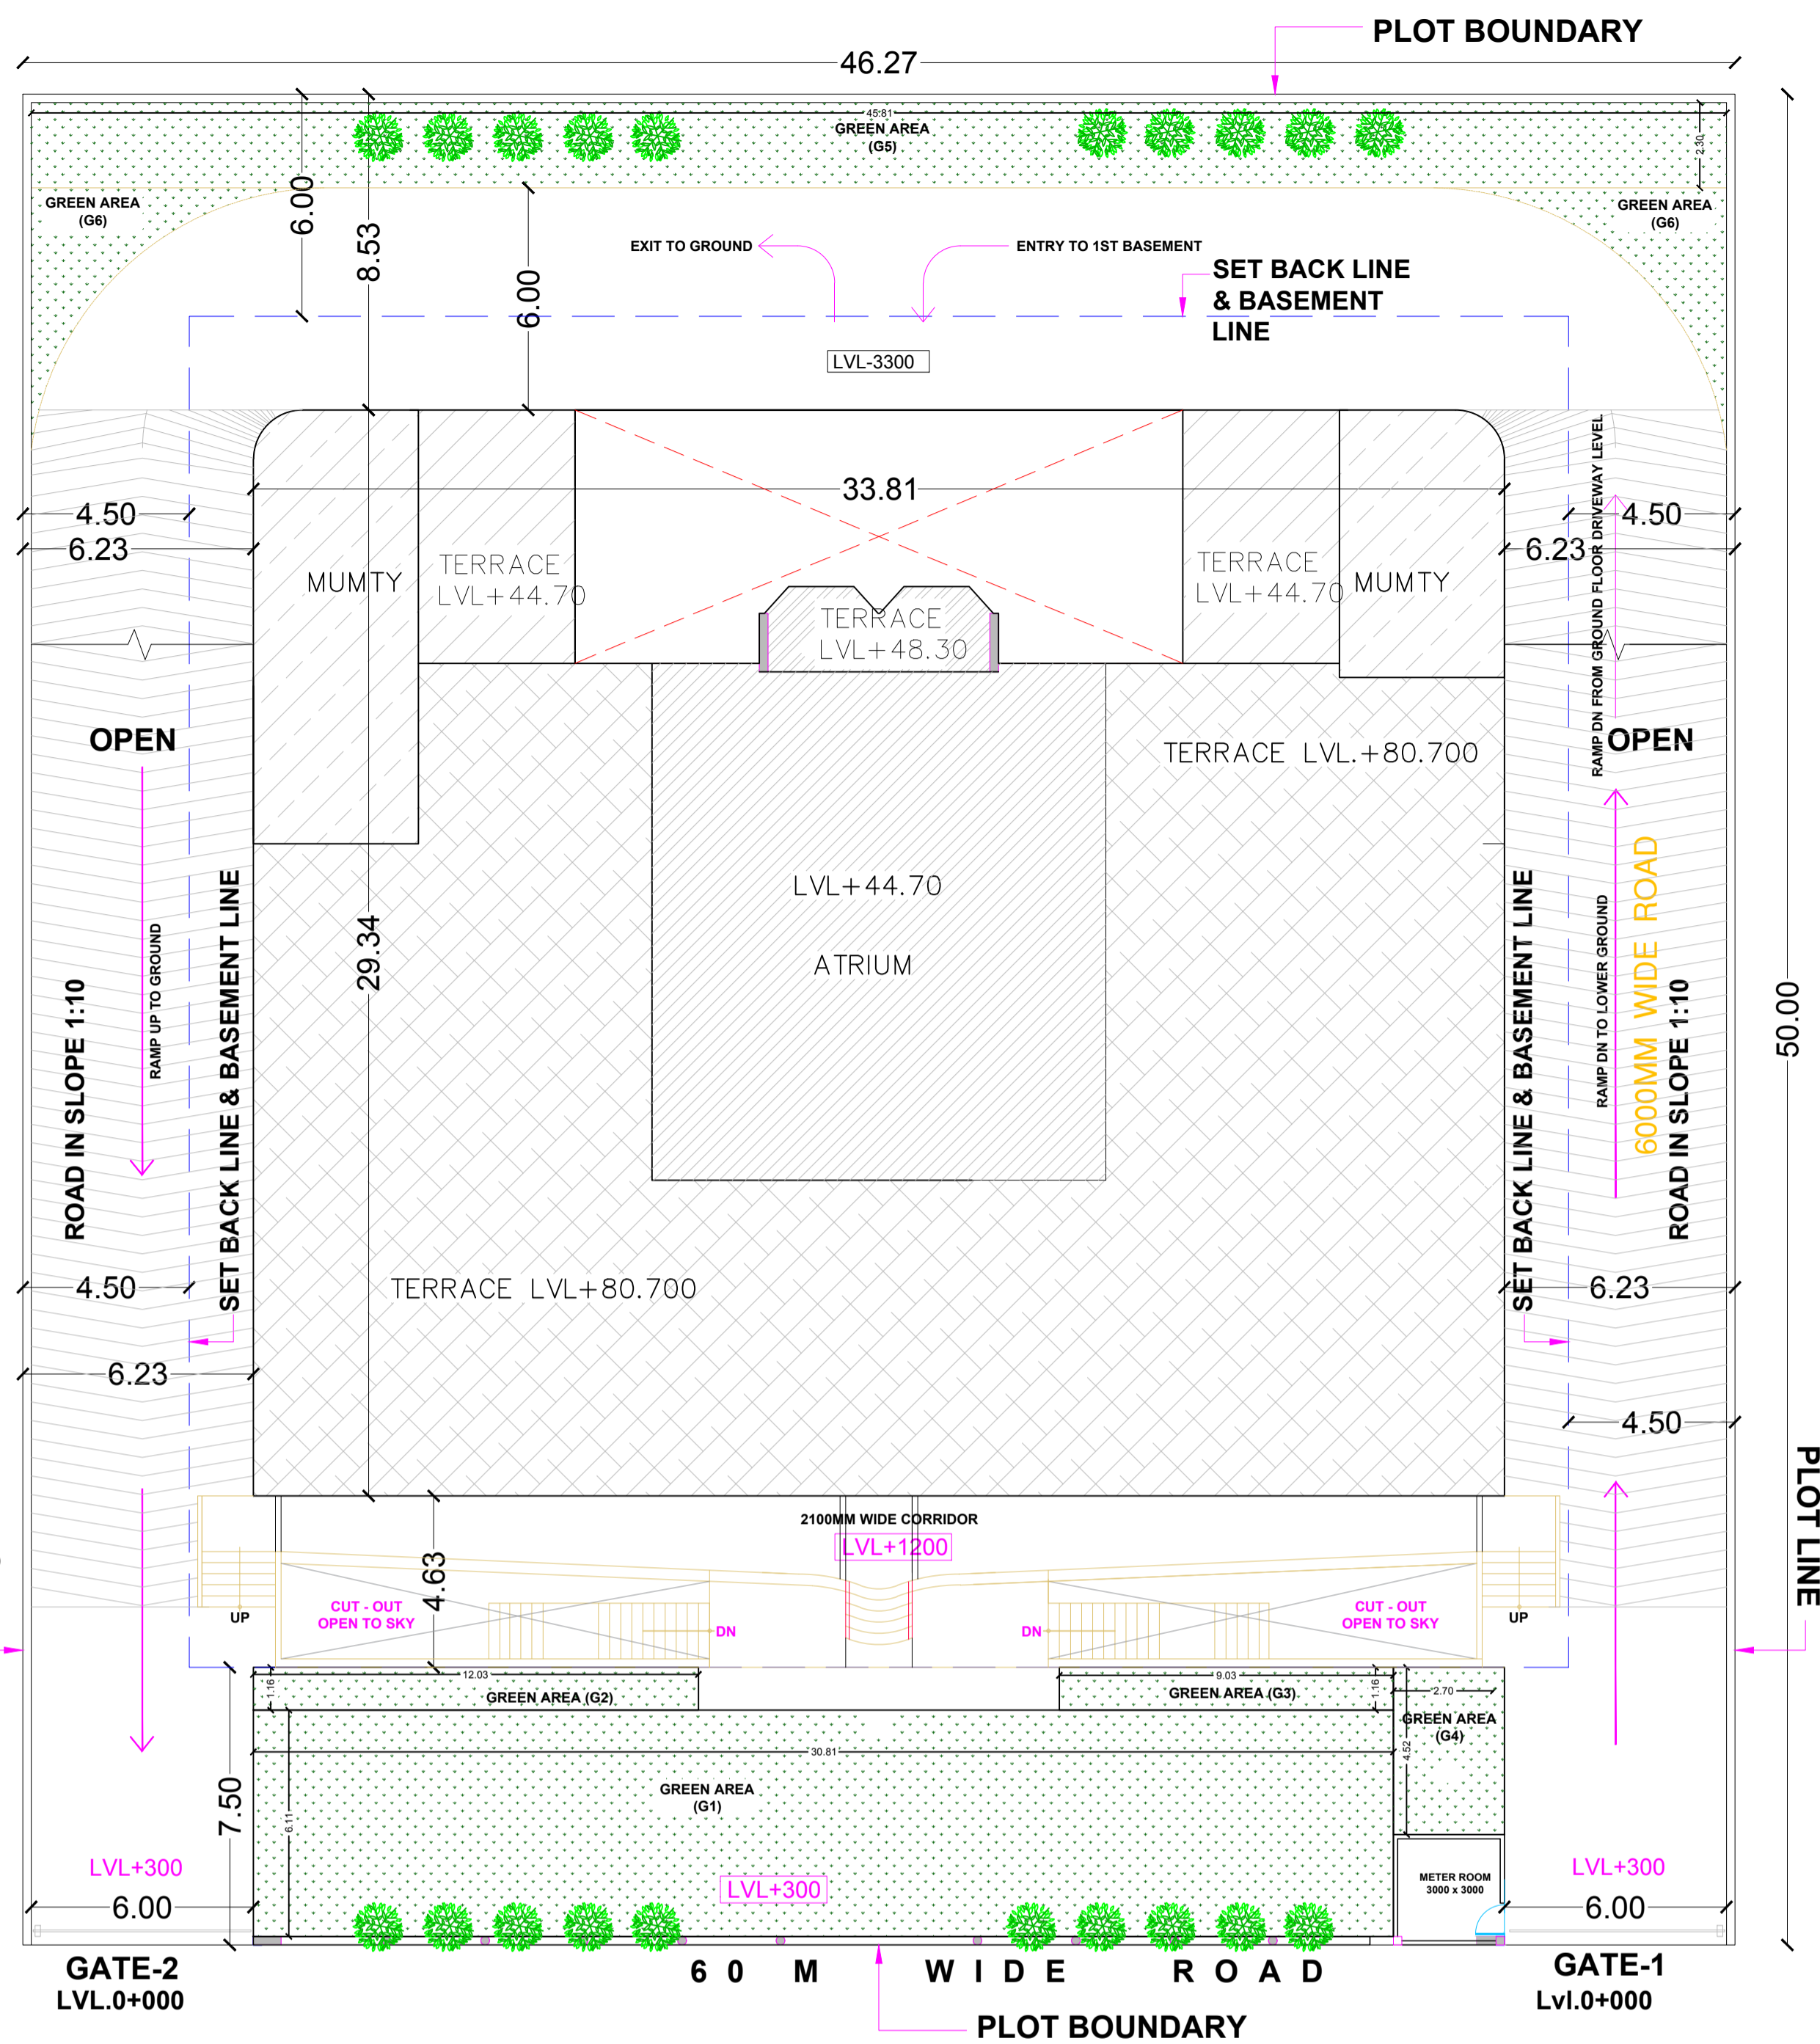 PLOT BOUNDARY
46.27
45.81
GREEN AREA
(G5)
2.30
GREEN AREA
(G6)
GREEN AREA
(G6)
6.00
8.53
6.00
EXIT TO GROUND
ENTRY TO 1ST BASEMENT
SET BACK LINE
& BASEMENT
LINE
LVL-3300
33.81
4.50
6.23
4.50
6.23
MUMTY
TERRACE
LVL+44.70
TERRACE
LVL+48.30
TERRACE
LVL+44.70
MUMTY
RAMP DN FROM GROUND FLOOR DRIVEWAY LEVEL
OPEN
OPEN
TERRACE LVL.+80.700
LVL+44.70
ATRIUM
29.34
RAMP UP TO GROUND
ROAD IN SLOPE 1:10
SET BACK LINE & BASEMENT LINE
SET BACK LINE & BASEMENT LINE
RAMP DN TO LOWER GROUND
6000MM WIDE ROAD
ROAD IN SLOPE 1:10
50.00
4.50
TERRACE LVL+80.700
6.23
6.23
4.50
PLOT LINE
2100MM WIDE CORRIDOR
LVL+1200
4.63
UP
CUT - OUT
OPEN TO SKY
DN
DN
CUT - OUT
OPEN TO SKY
UP
12.03
1.16
GREEN AREA (G2)
9.03
1.16
GREEN AREA (G3)
2.70
GREEN AREA
(G4)
4.52
30.81
7.50
6.11
GREEN AREA
(G1)
LVL+300
LVL+300
LVL+300
METER ROOM
3000 x 3000
6.00
6.00
GATE-2
LVL.0+000
60 M WIDE ROAD
GATE-1
Lvl.0+000
PLOT BOUNDARY